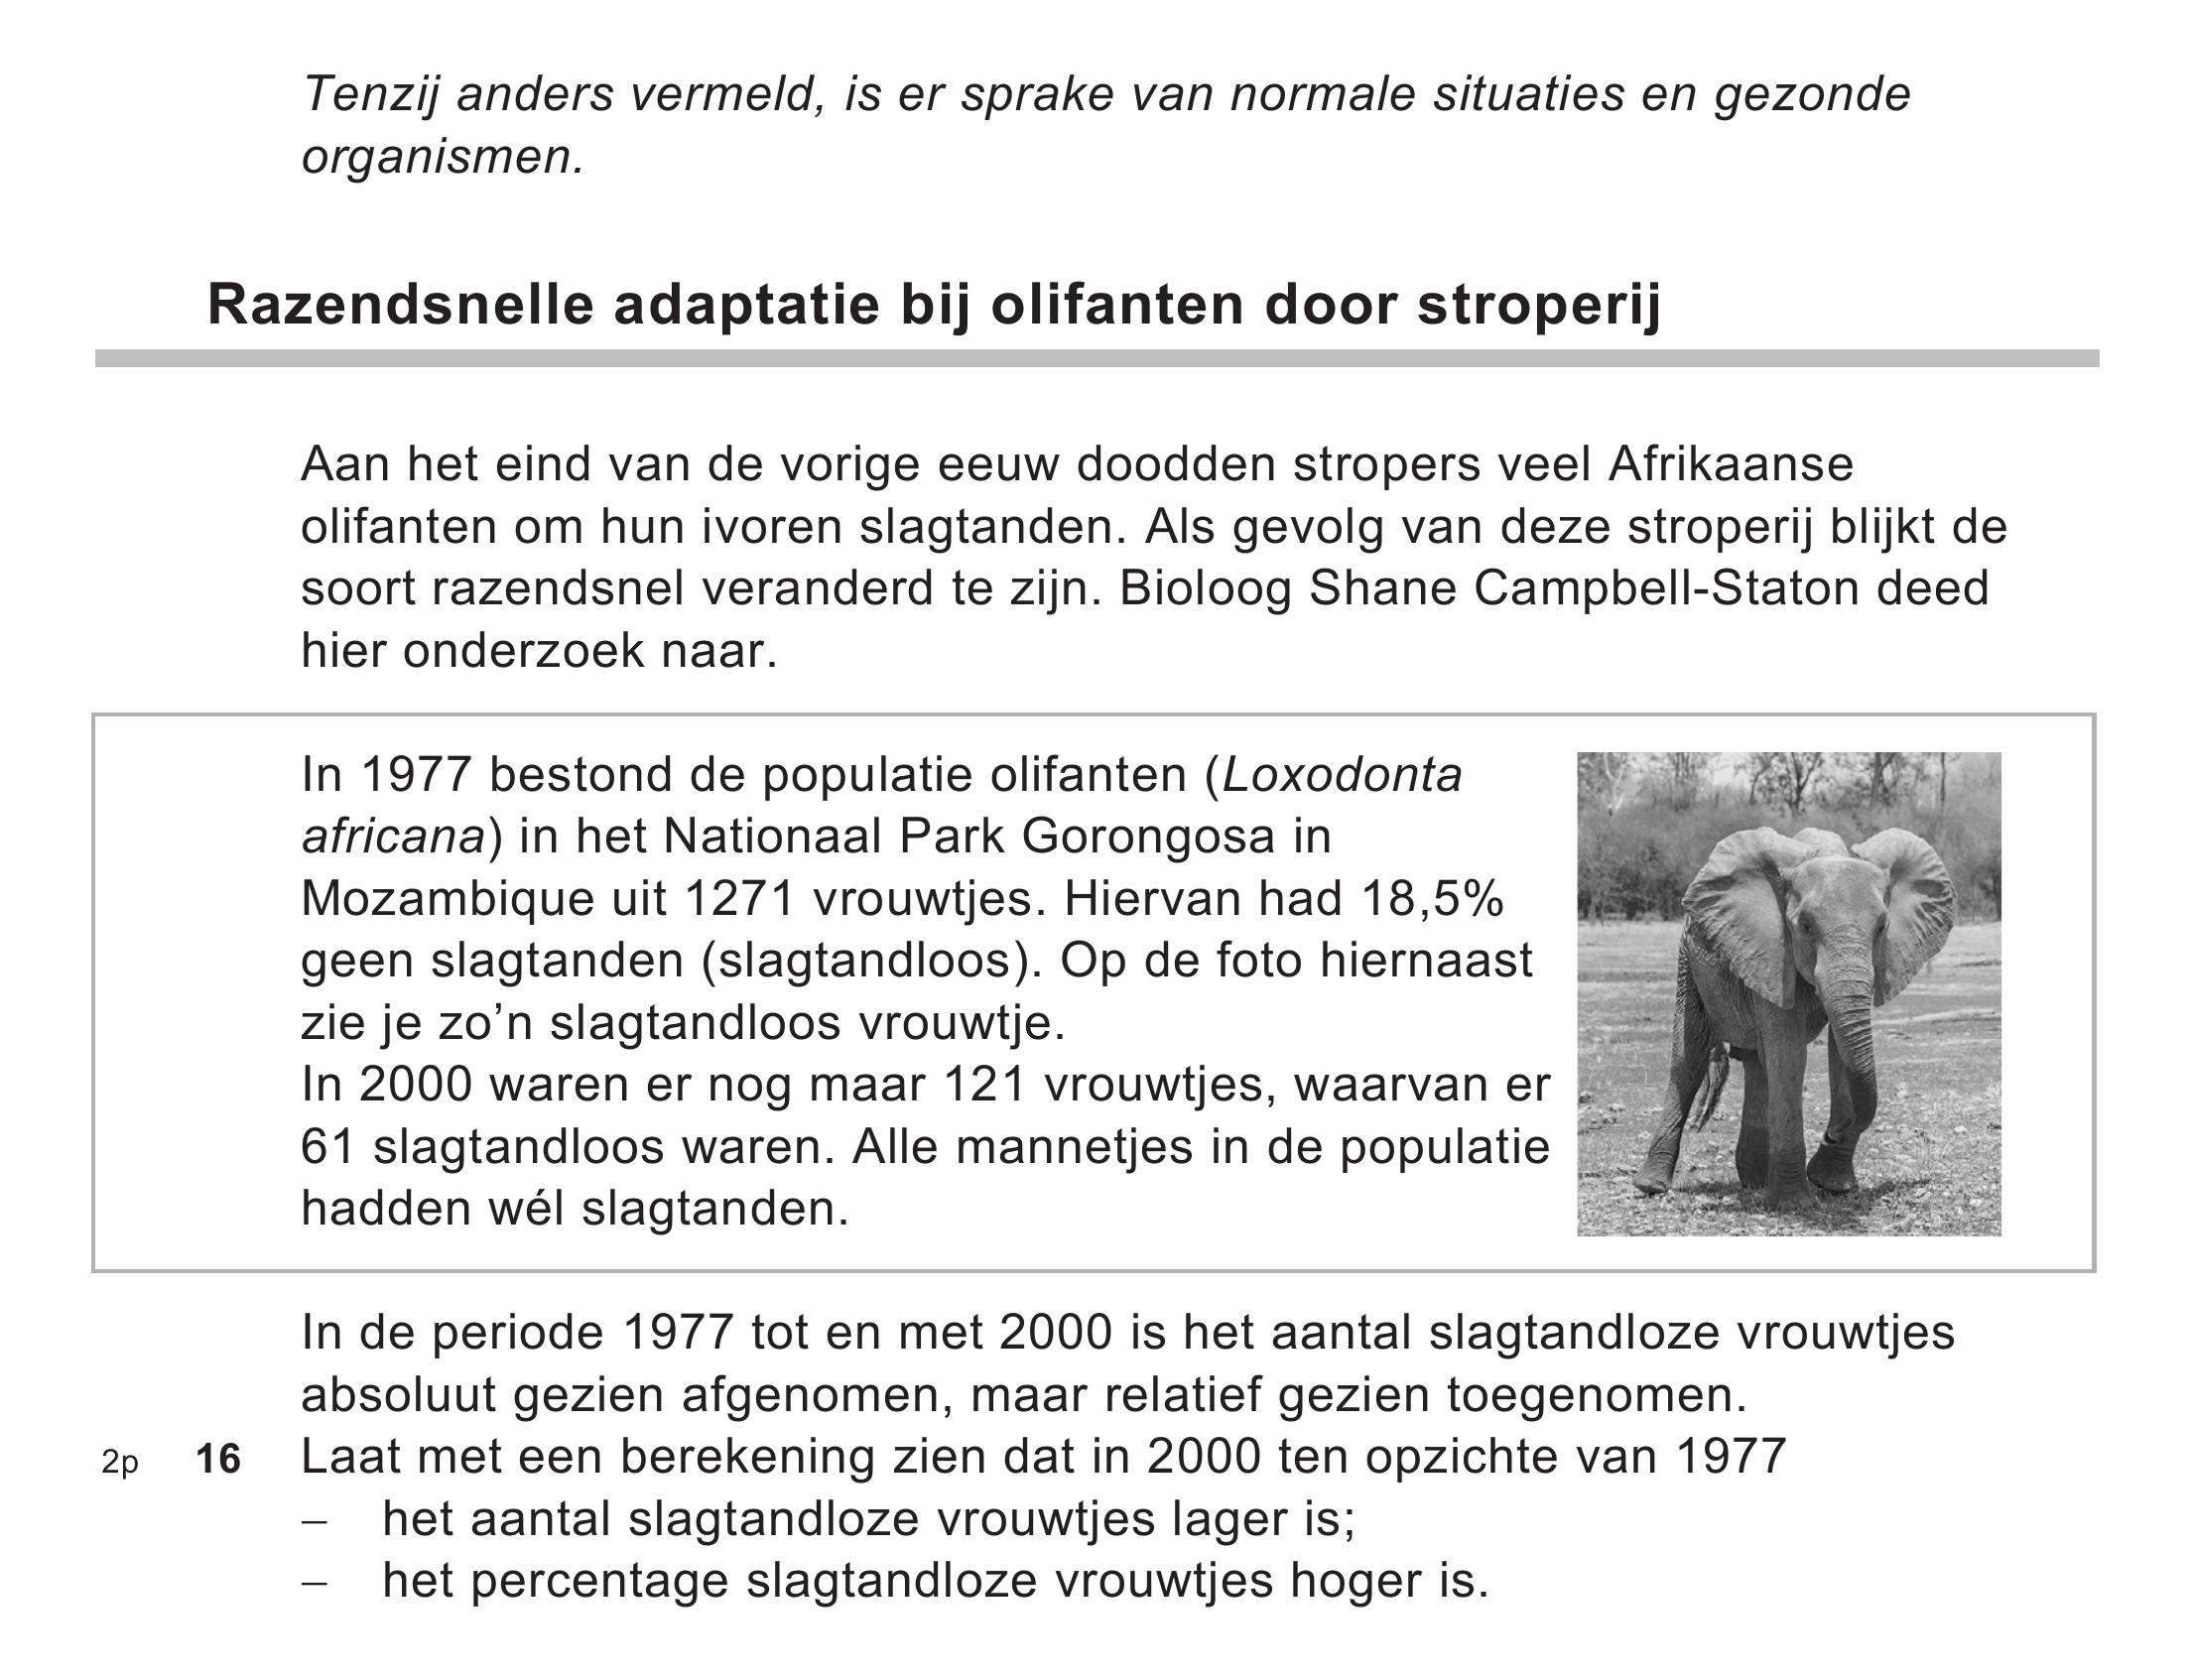 Tenzij anders vermeld, is er sprake van normale situaties en gezonde
organismen.
Razendsnelle adaptatie bij olifanten door stroperij
Aan het eind van de vorige eeuw doodden stropers veel Afrikaanse
olifanten om hun ivoren slagtanden. Als gevolg van deze stroperij blijkt de
soort razendsnel veranderd te zijn. Bioloog Shane Campbell-Staton deed
hier onderzoek naar.
In 1977 bestond de populatie olifanten (Loxodonta
africana) in het Nationaal Park Gorongosa in
Mozambique uit 1271 vrouwtjes. Hiervan had 18,5%
geen slagtanden (slagtandloos). Op de foto hiernaast
zie je zo’n slagtandloos vrouwtje.
In 2000 waren er nog maar 121 vrouwtjes, waarvan er
61 slagtandloos waren. Alle mannetjes in de populatie
hadden wél slagtanden.
In de periode 1977 tot en met 2000 is het aantal slagtandloze vrouwtjes
absoluut gezien afgenomen, maar relatief gezien toegenomen.
2p 16 Laat met een berekening zien dat in 2000 ten opzichte van 1977
– het aantal slagtandloze vrouwtjes lager is;
– het percentage slagtandloze vrouwtjes hoger is.